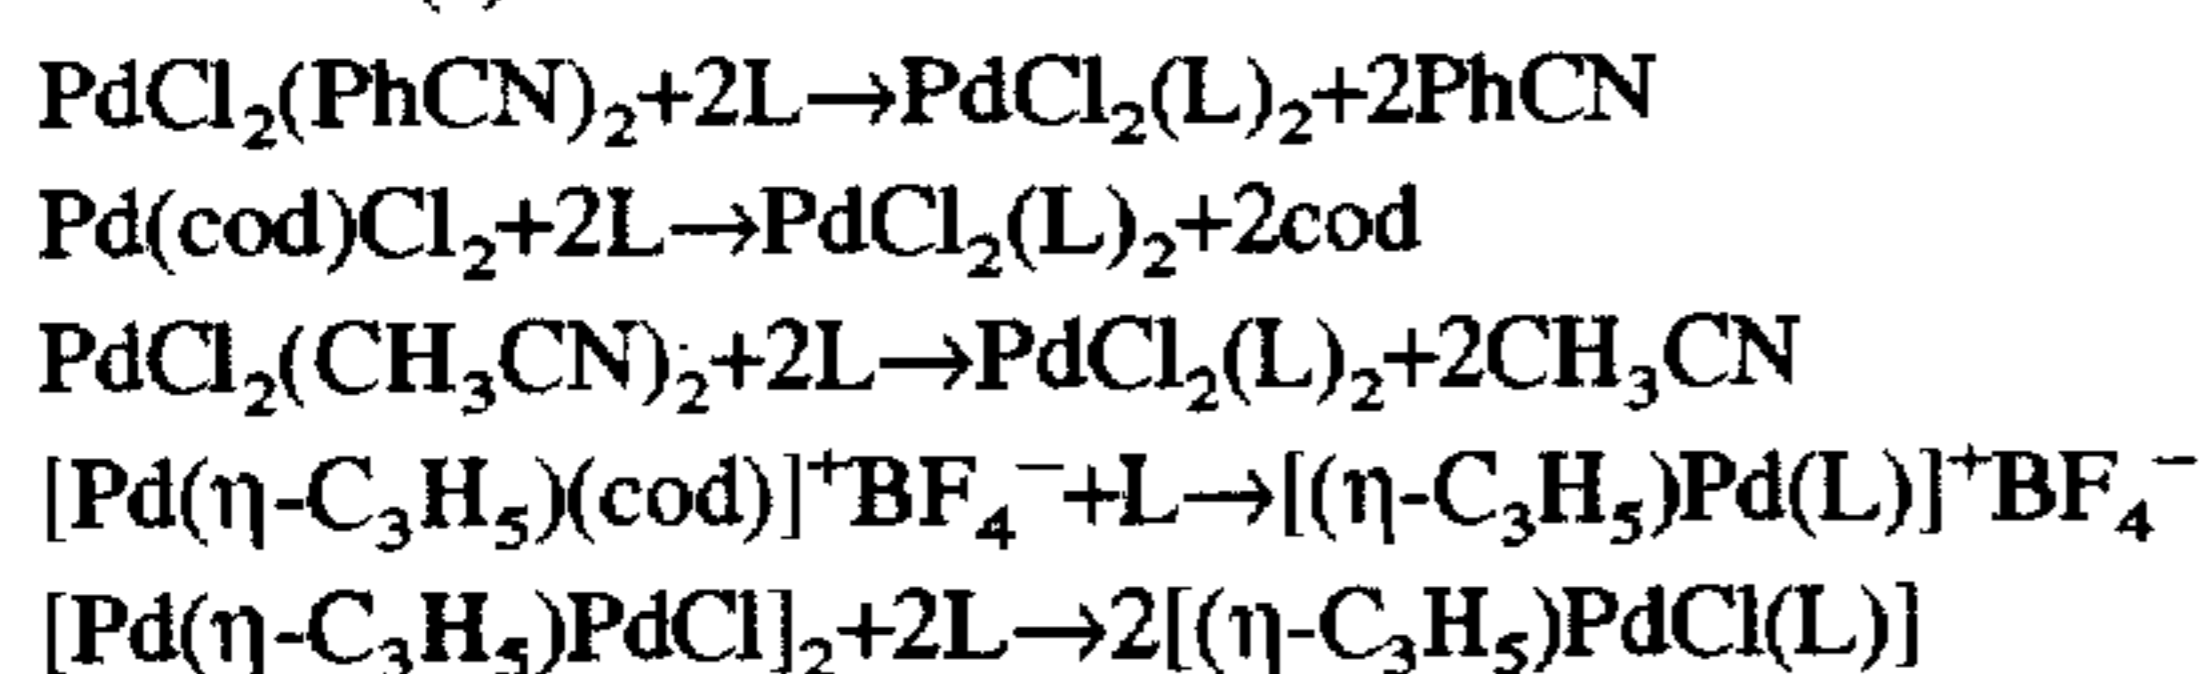 PdCl₂(PhCN)₂+2L→PdCl₂(L)₂+2PhCN
Pd(cod)Cl₂+2L→PdCl₂(L)₂+2cod
PdCl₂(CH₃CN)₂+2L→PdCl₂(L)₂+2CH₃CN
[Pd(η-C₃H₅)(cod)]⁺BF₄⁻+L→[(η-C₃H₅)Pd(L)]⁺BF₄⁻
[Pd(η-C₃H₅)PdCl]₂+2L→2[(η-C₃H₅)PdCl(L)]